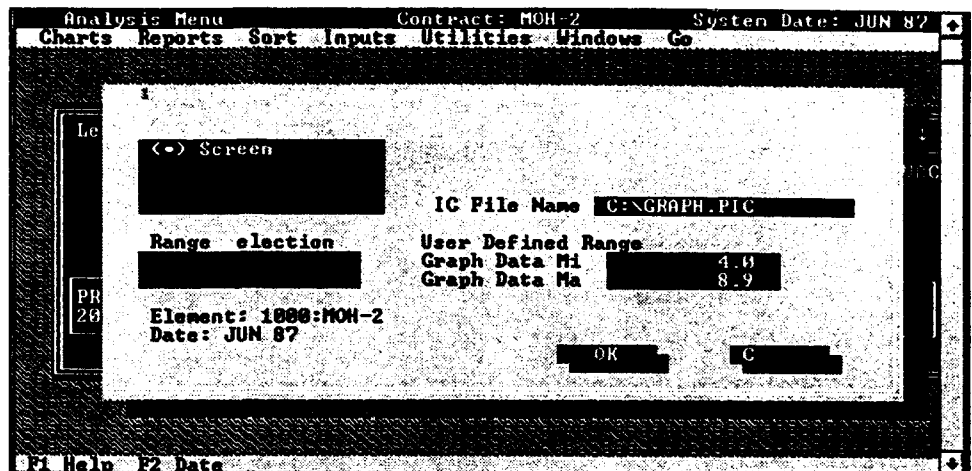 Analysis Menu Contract: MOH-2 System Date: JUN 87
Charts Reports Sort Inputs Utilities Windows Go
Le
(•) Screen
IC File Name C:\GRAPH.PIC
Range election User Defined Range
Graph Data Mi 4.0
Graph Data Ma 8.9
PR
20
Element: 1000:MOH-2
Date: JUN 87
OK C
F1 Help F2 Date